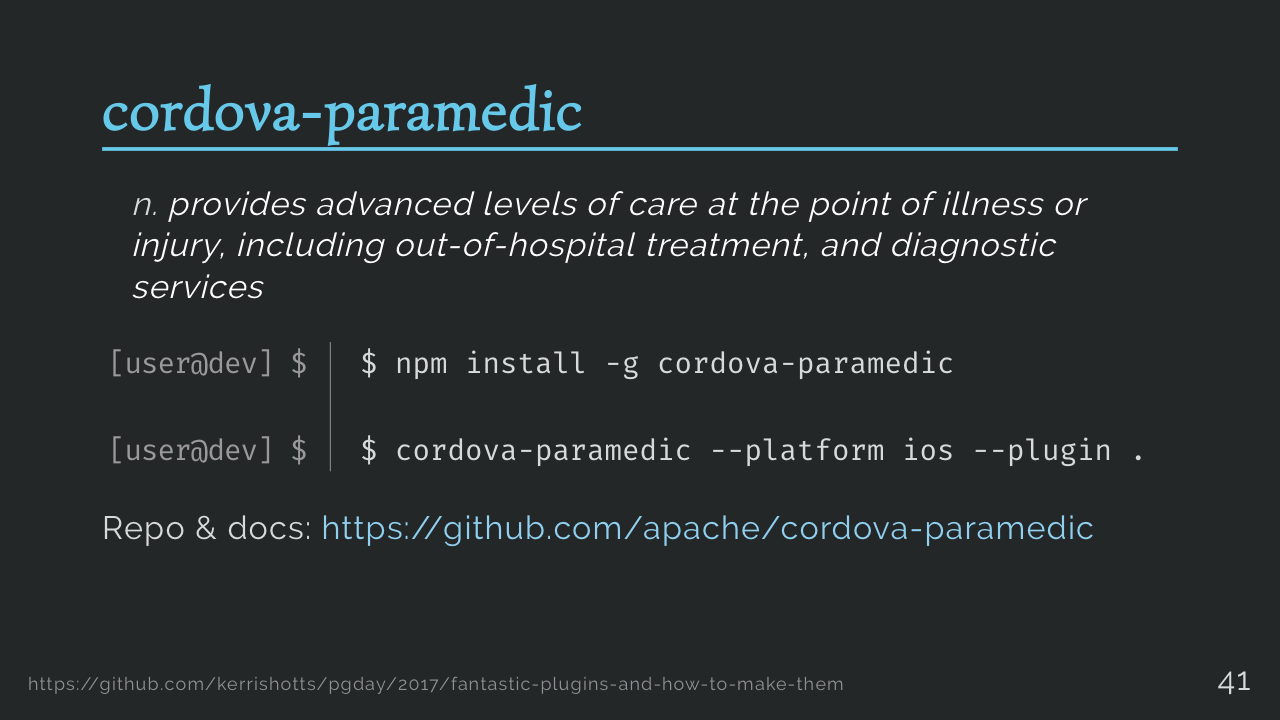 cordova-paramedic
n. provides advanced levels of care at the point of illness or
injury, including out-of-hospital treatment, and diagnostic
services
[user@dev] $ $ npm install -g cordova-paramedic
[user@dev] $ $ cordova-paramedic --platform ios --plugin .
Repo & docs: https://github.com/apache/cordova-paramedic
https://github.com/kerrishotts/pgday/2017/fantastic-plugins-and-how-to-make-them
41